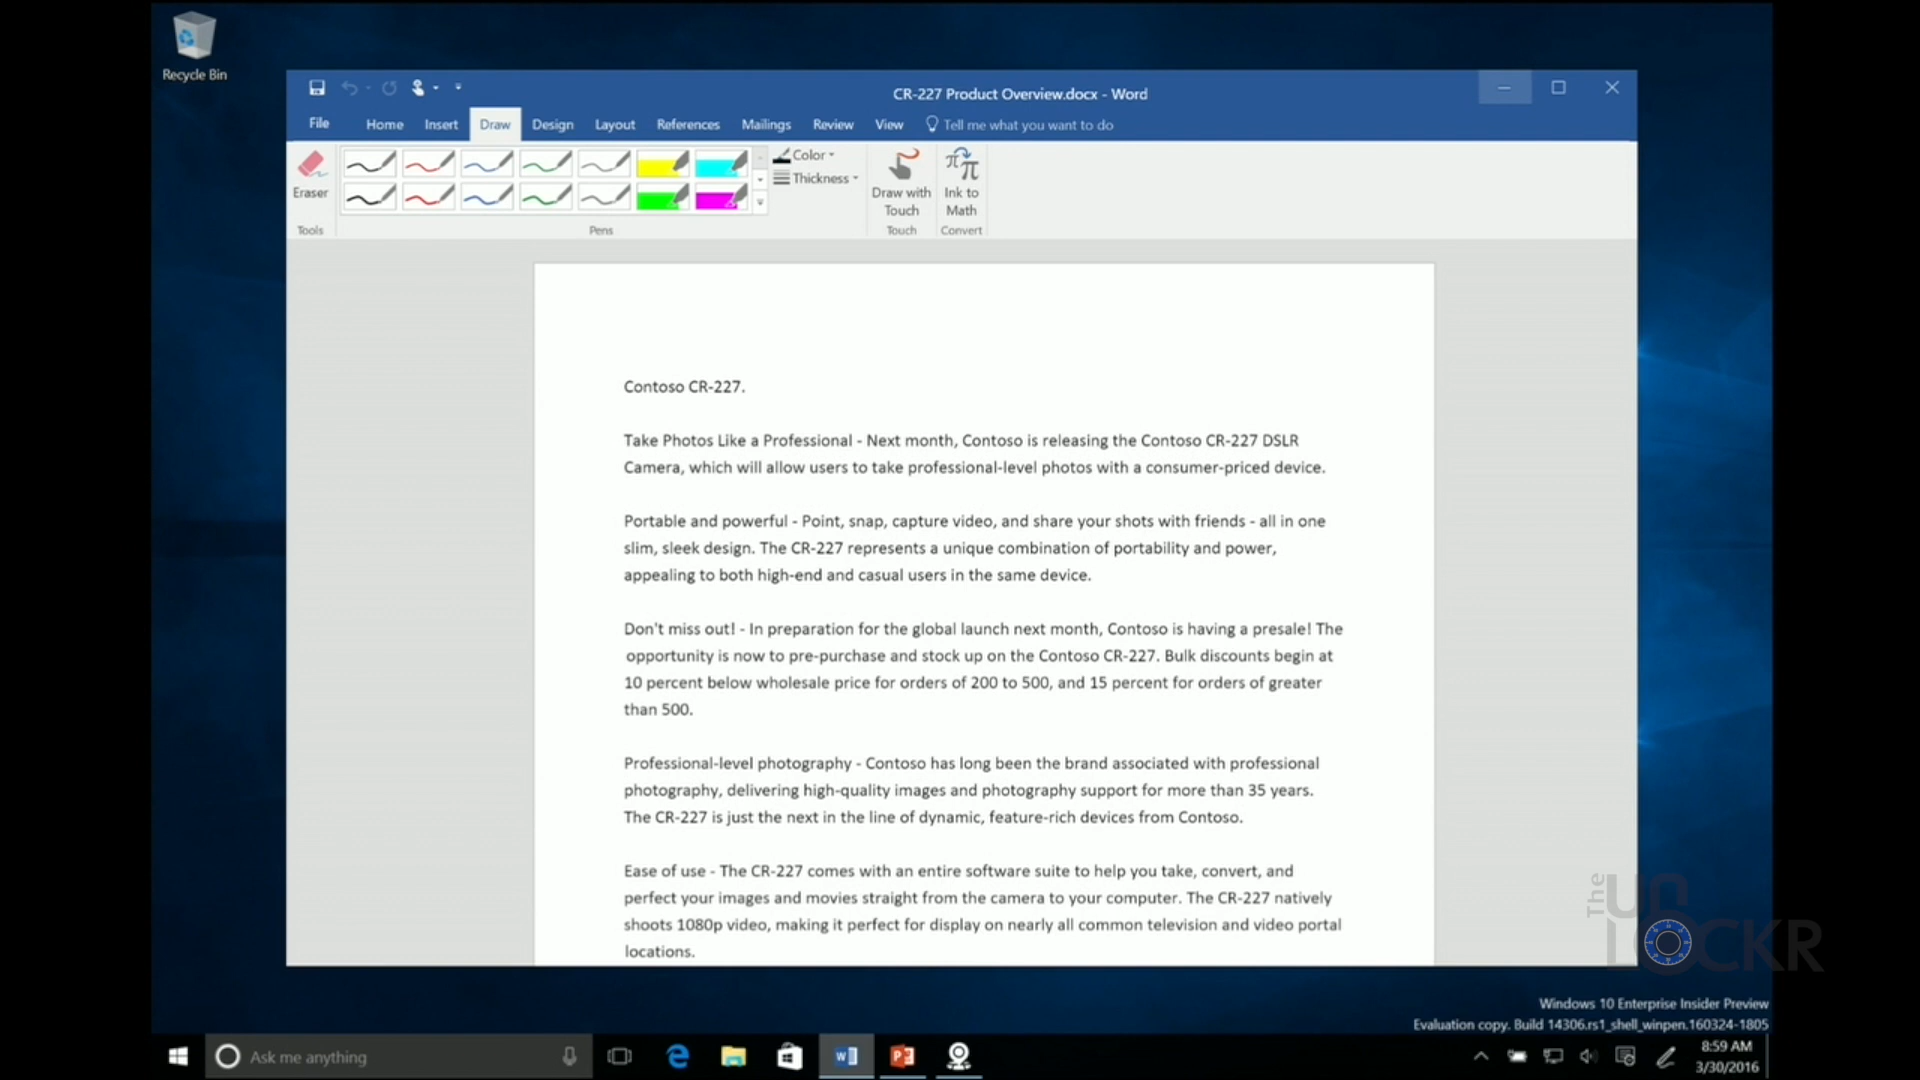 Recycle Bin
CR-227 Product Overview.docx - Word
File Home Insert Draw Design Layout References Mailings Review View Tell me what you want to do
Eraser
Color
Thickness
Draw with Touch
Ink to Math
Tools Pens Touch Convert
Contoso CR-227.
Take Photos Like a Professional - Next month, Contoso is releasing the Contoso CR-227 DSLR
Camera, which will allow users to take professional-level photos with a consumer-priced device.
Portable and powerful - Point, snap, capture video, and share your shots with friends - all in one
slim, sleek design. The CR-227 represents a unique combination of portability and power,
appealing to both high-end and casual users in the same device.
Don't miss out! - In preparation for the global launch next month, Contoso is having a presale! The
opportunity is now to pre-purchase and stock up on the Contoso CR-227. Bulk discounts begin at
10 percent below wholesale price for orders of 200 to 500, and 15 percent for orders of greater
than 500.
Professional-level photography - Contoso has long been the brand associated with professional
photography, delivering high-quality images and photography support for more than 35 years.
The CR-227 is just the next in the line of dynamic, feature-rich devices from Contoso.
Ease of use - The CR-227 comes with an entire software suite to help you take, convert, and
perfect your images and movies straight from the camera to your computer. The CR-227 natively
shoots 1080p video, making it perfect for display on nearly all common television and video portal
locations.
The
Un
LOCKR
Windows 10 Enterprise Insider Preview
Evaluation copy. Build 14306.rs1_shell_winpen.160324-1805
Ask me anything
8:59 AM
3/30/2016